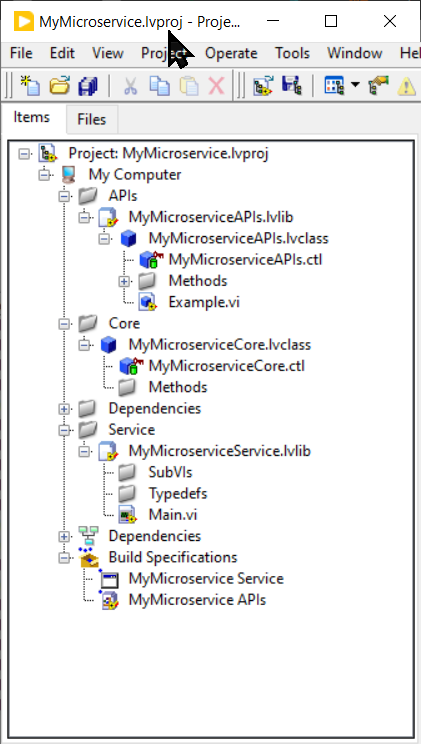 MyMicroservice.lvproj - Proje...
File Edit View Project Operate Tools Window Hel
Items Files
Project: MyMicroservice.lvproj
My Computer
APIs
MyMicroserviceAPIs.lvlib
MyMicroserviceAPIs.lvclass
MyMicroserviceAPIs.ctl
Methods
Example.vi
Core
MyMicroserviceCore.lvclass
MyMicroserviceCore.ctl
Methods
Dependencies
Service
MyMicroserviceService.lvlib
SubVIs
Typedefs
Main.vi
Dependencies
Build Specifications
MyMicroservice Service
MyMicroservice APIs